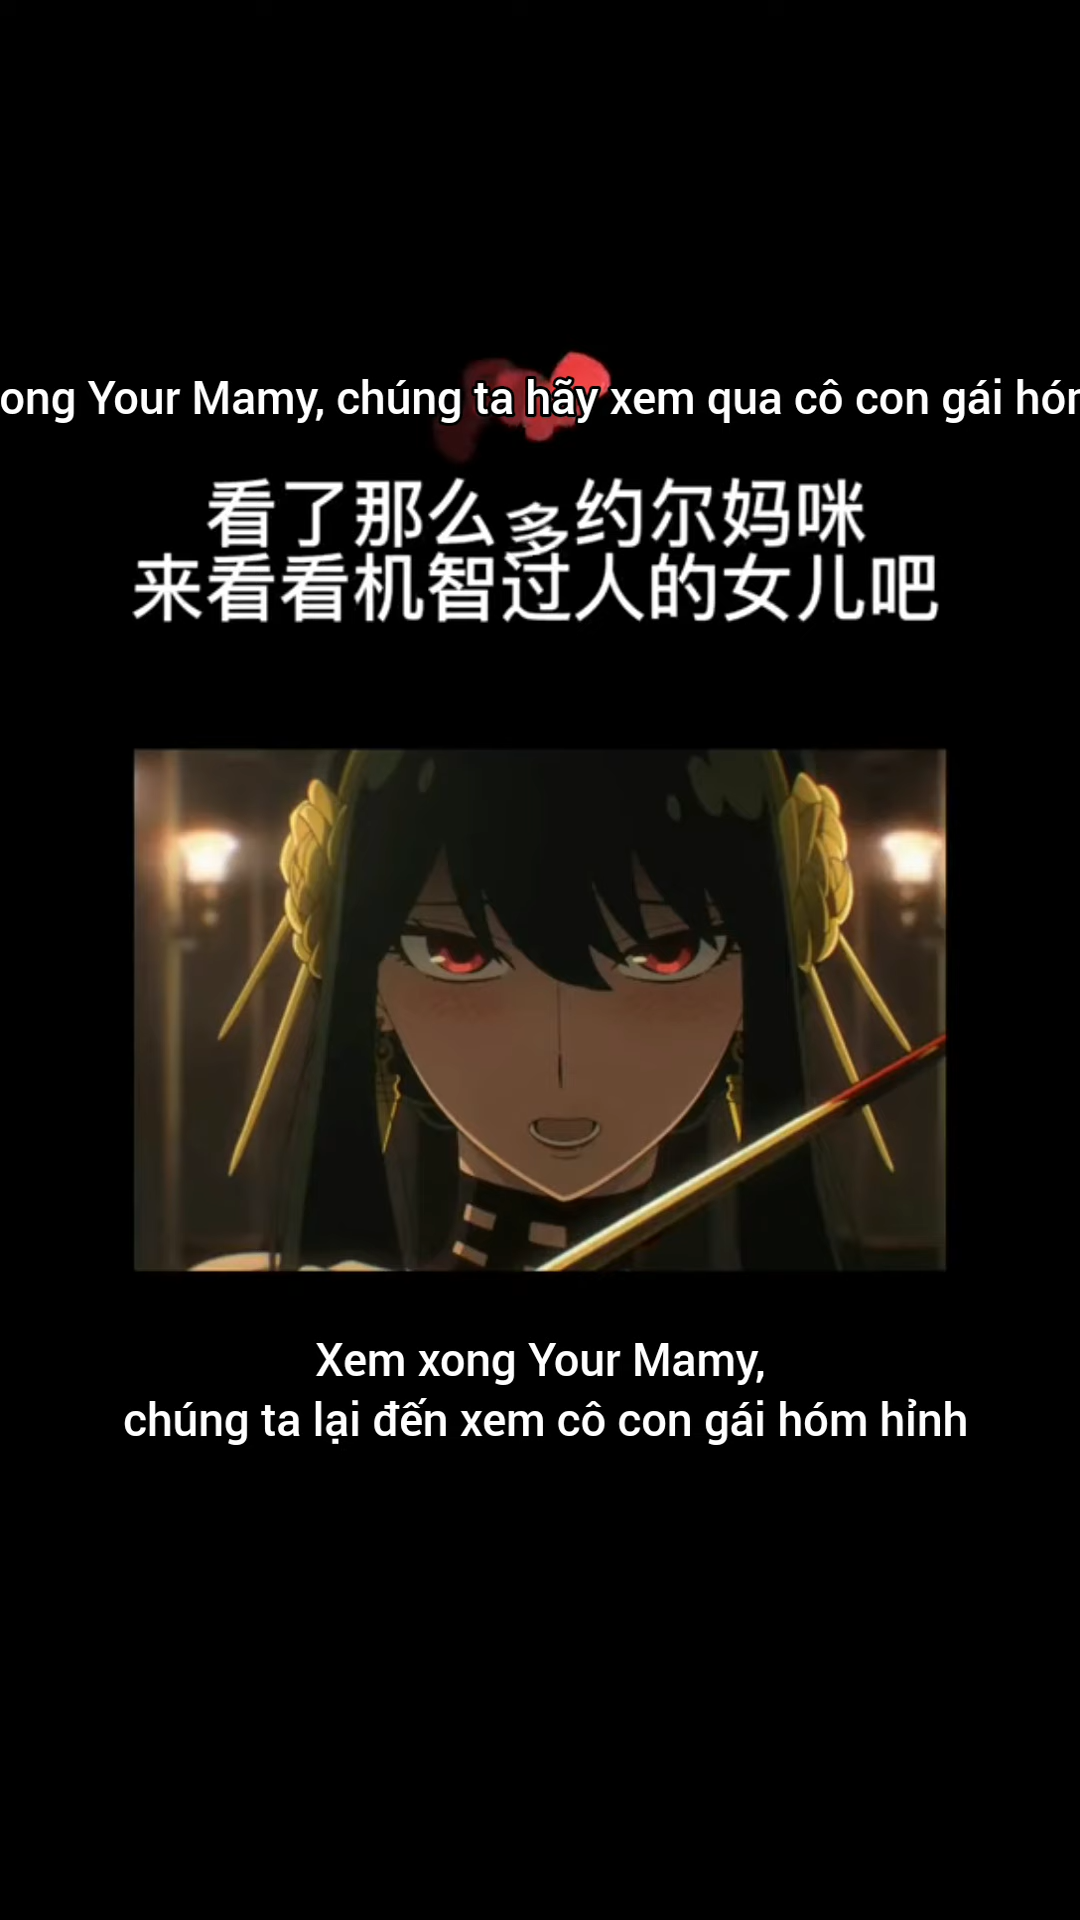 ong Your Mamy, chúng ta hãy xem qua cô con gái hóm
看了那么多约尔妈咪
来看看机智过人的女儿吧
Xem xong Your Mamy,
chúng ta lại đến xem cô con gái hóm hỉnh